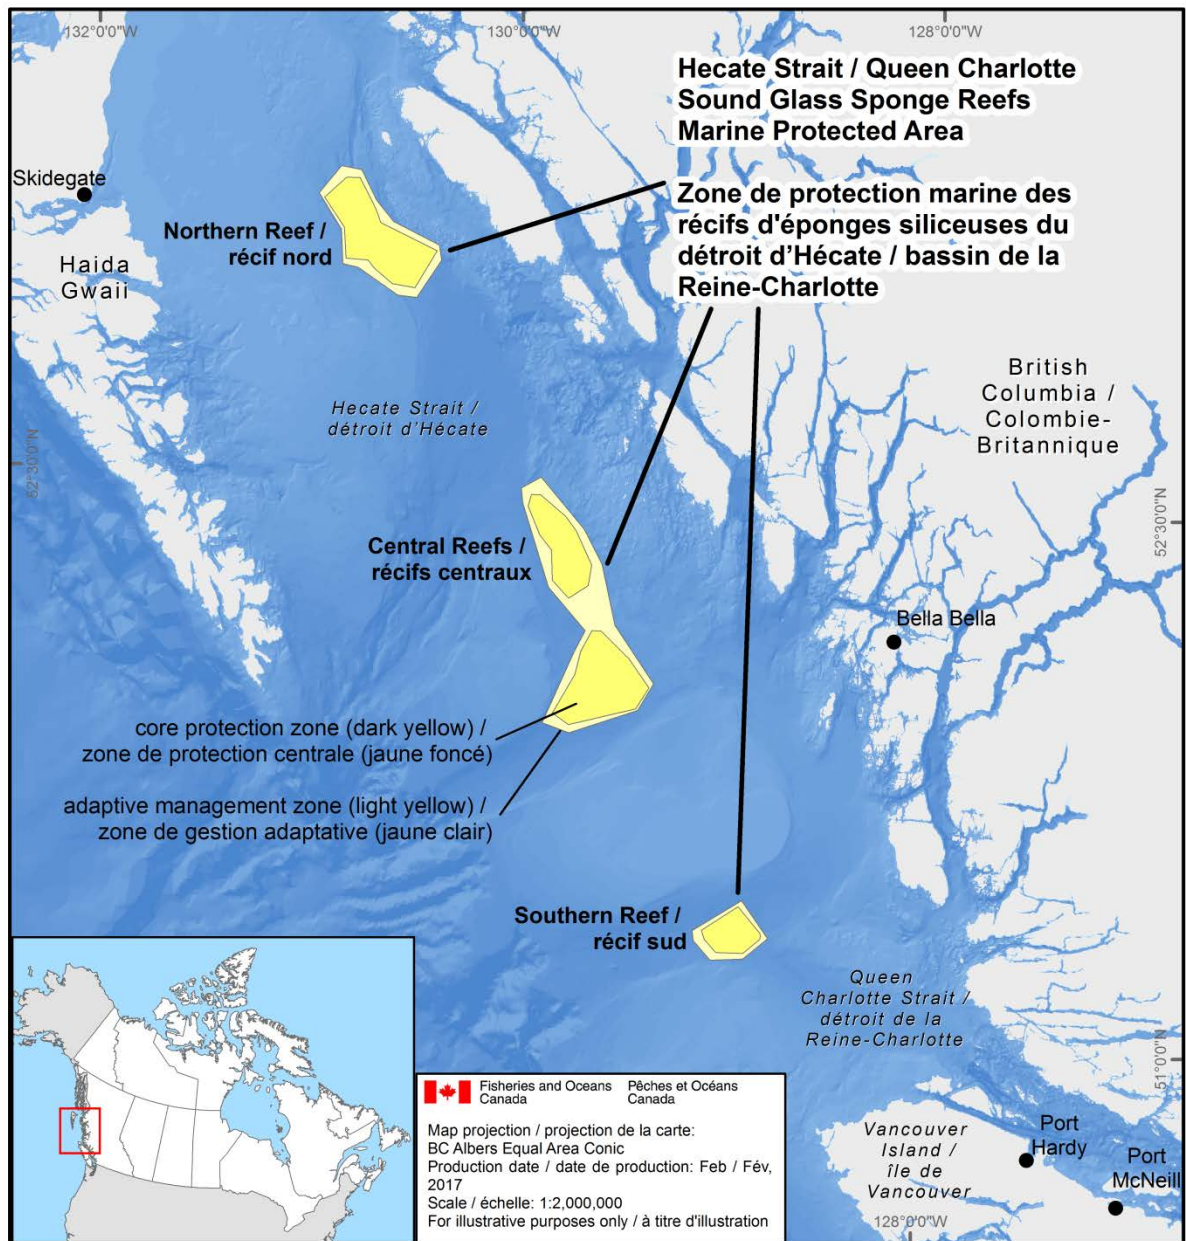 132°0'0"W
130°0'0"W
128°0'0"W
Hecate Strait / Queen Charlotte
Sound Glass Sponge Reefs
Marine Protected Area
Zone de protection marine des
récifs d'éponges siliceuses du
détroit d’Hécate / bassin de la
Reine-Charlotte
Skidegate
Northern Reef /
récif nord
Haida
Gwaii
British
Columbia /
Colombie-
Britannique
Hecate Strait /
détroit d’Hécate
52°30'0"N
52°30'0"N
Central Reefs /
récifs centraux
Bella Bella
core protection zone (dark yellow) /
zone de protection centrale (jaune foncé)
adaptive management zone (light yellow) /
zone de gestion adaptative (jaune clair)
Southern Reef /
récif sud
Queen
Charlotte Strait /
détroit de la
Reine-Charlotte
51°0'0"N
Fisheries and Oceans
Canada
Pêches et Océans
Canada
Map projection / projection de la carte:
BC Albers Equal Area Conic
Production date / date de production: Feb / Fév,
2017
Scale / échelle: 1:2,000,000
For illustrative purposes only / à titre d'illustration
Vancouver
Island /
île de
Vancouver
Port
Hardy
Port
McNeill
128°0'0"W